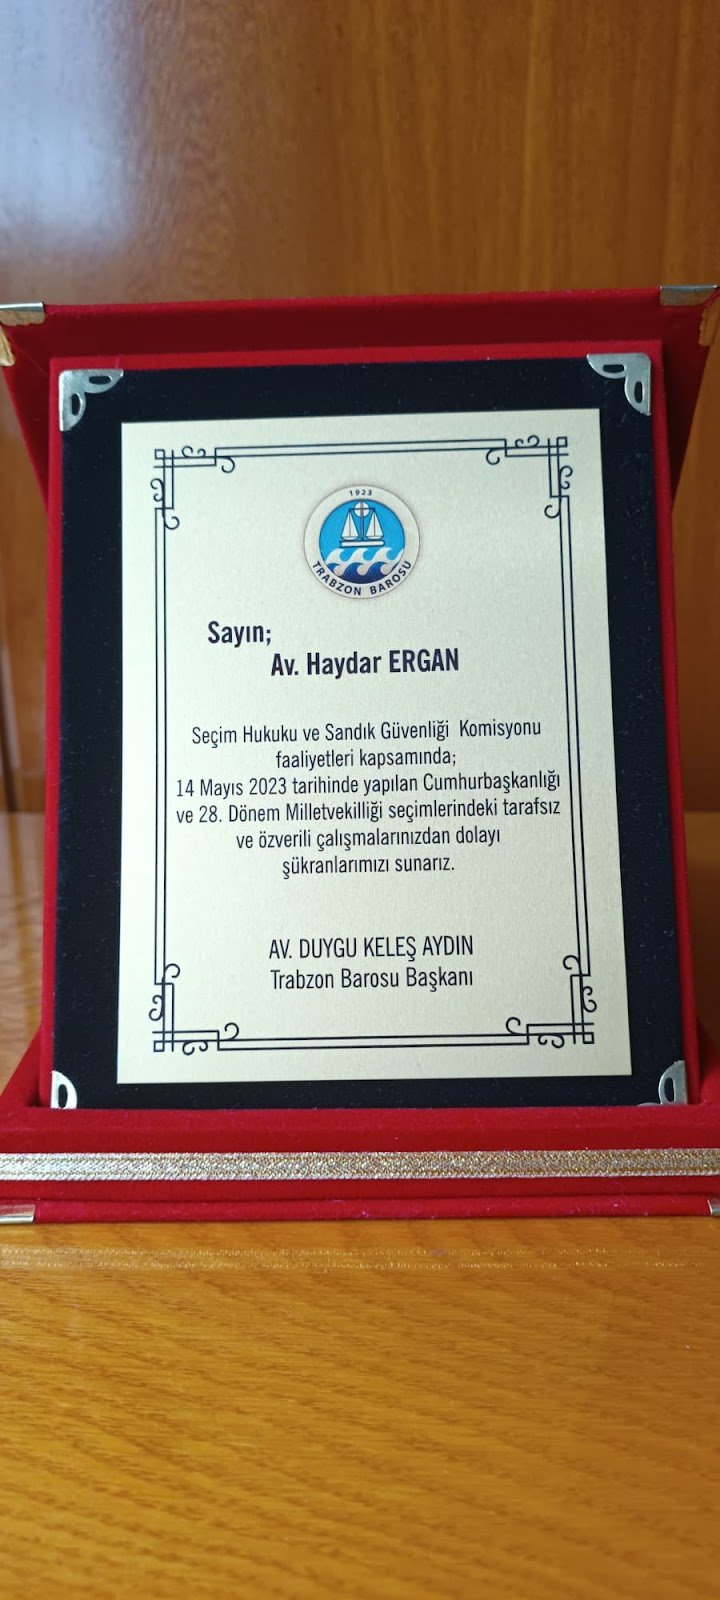 1923
TRABZON BAROSU
Sayın;
Av. Haydar ERGAN
Seçim Hukuku ve Sandık Güvenliği Komisyonu
faaliyetleri kapsamında;
14 Mayıs 2023 tarihinde yapılan Cumhurbaşkanlığı
ve 28. Dönem Milletvekilliği seçimlerindeki tarafsız
ve özverili çalışmalarınızdan dolayı
şükranlarımızı sunarız.
AV. DUYGU KELEŞ AYDIN
Trabzon Barosu Başkanı